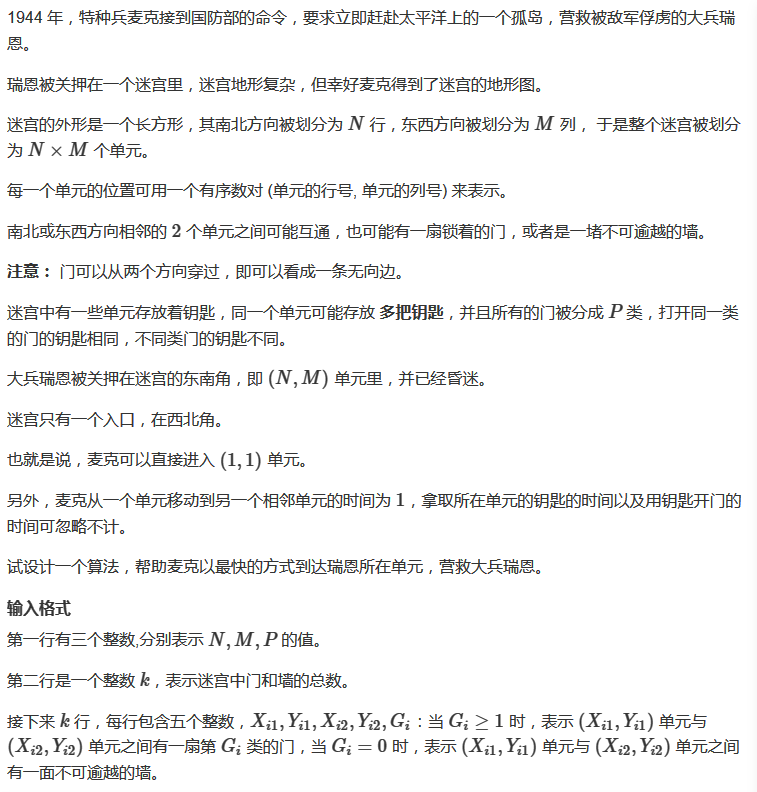 1944 年，特种兵麦克接到国防部的命令，要求立即赶赴太平洋上的一个孤岛，营救被敌军俘虏的大兵瑞
恩。
瑞恩被关押在一个迷宫里，迷宫地形复杂，但幸好麦克得到了迷宫的地形图。
迷宫的外形是一个长方形，其南北方向被划分为 N 行，东西方向被划分为 M 列， 于是整个迷宫被划分
为 N × M 个单元。
每一个单元的位置可用一个有序数对 (单元的行号, 单元的列号) 来表示。
南北或东西方向相邻的 2 个单元之间可能互通，也可能有一扇锁着的门，或者是一堵不可逾越的墙。
注意： 门可以从两个方向穿过，即可以看成一条无向边。
迷宫中有一些单元存放着钥匙，同一个单元可能存放 多把钥匙，并且所有的门被分成 P 类，打开同一类
的门的钥匙相同，不同类门的钥匙不同。
大兵瑞恩被关押在迷宫的东南角，即 (N, M) 单元里，并已经昏迷。
迷宫只有一个入口，在西北角。
也就是说，麦克可以直接进入 (1, 1) 单元。
另外，麦克从一个单元移动到另一个相邻单元的时间为 1，拿取所在单元的钥匙的时间以及用钥匙开门的
时间可忽略不计。
试设计一个算法，帮助麦克以最快的方式到达瑞恩所在单元，营救大兵瑞恩。
输入格式
第一行有三个整数,分别表示 N, M, P 的值。
第二行是一个整数 k，表示迷宫中门和墙的总数。
接下来 k 行，每行包含五个整数，X_{i1}, Y_{i1}, X_{i2}, Y_{i2}, G_i：当 G_i ≥ 1 时，表示 (X_{i1}, Y_{i1}) 单元与
(X_{i2}, Y_{i2}) 单元之间有一扇第 G_i 类的门，当 G_i = 0 时，表示 (X_{i1}, Y_{i1}) 单元与 (X_{i2}, Y_{i2}) 单元之间
有一面不可逾越的墙。